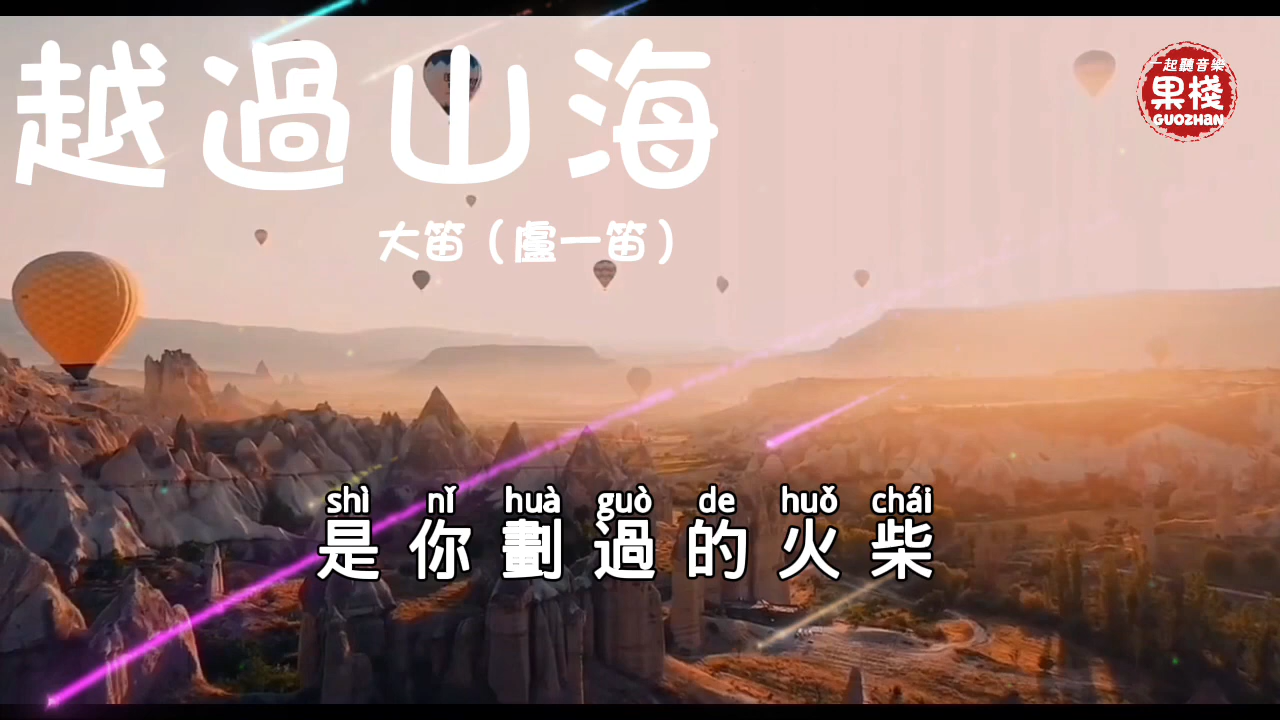 越過山海
一起聽音樂
果棧
GUOZHAN
大笛（盧一笛）
shì nǐ huà guò de huǒ chái
是你劃過的火柴